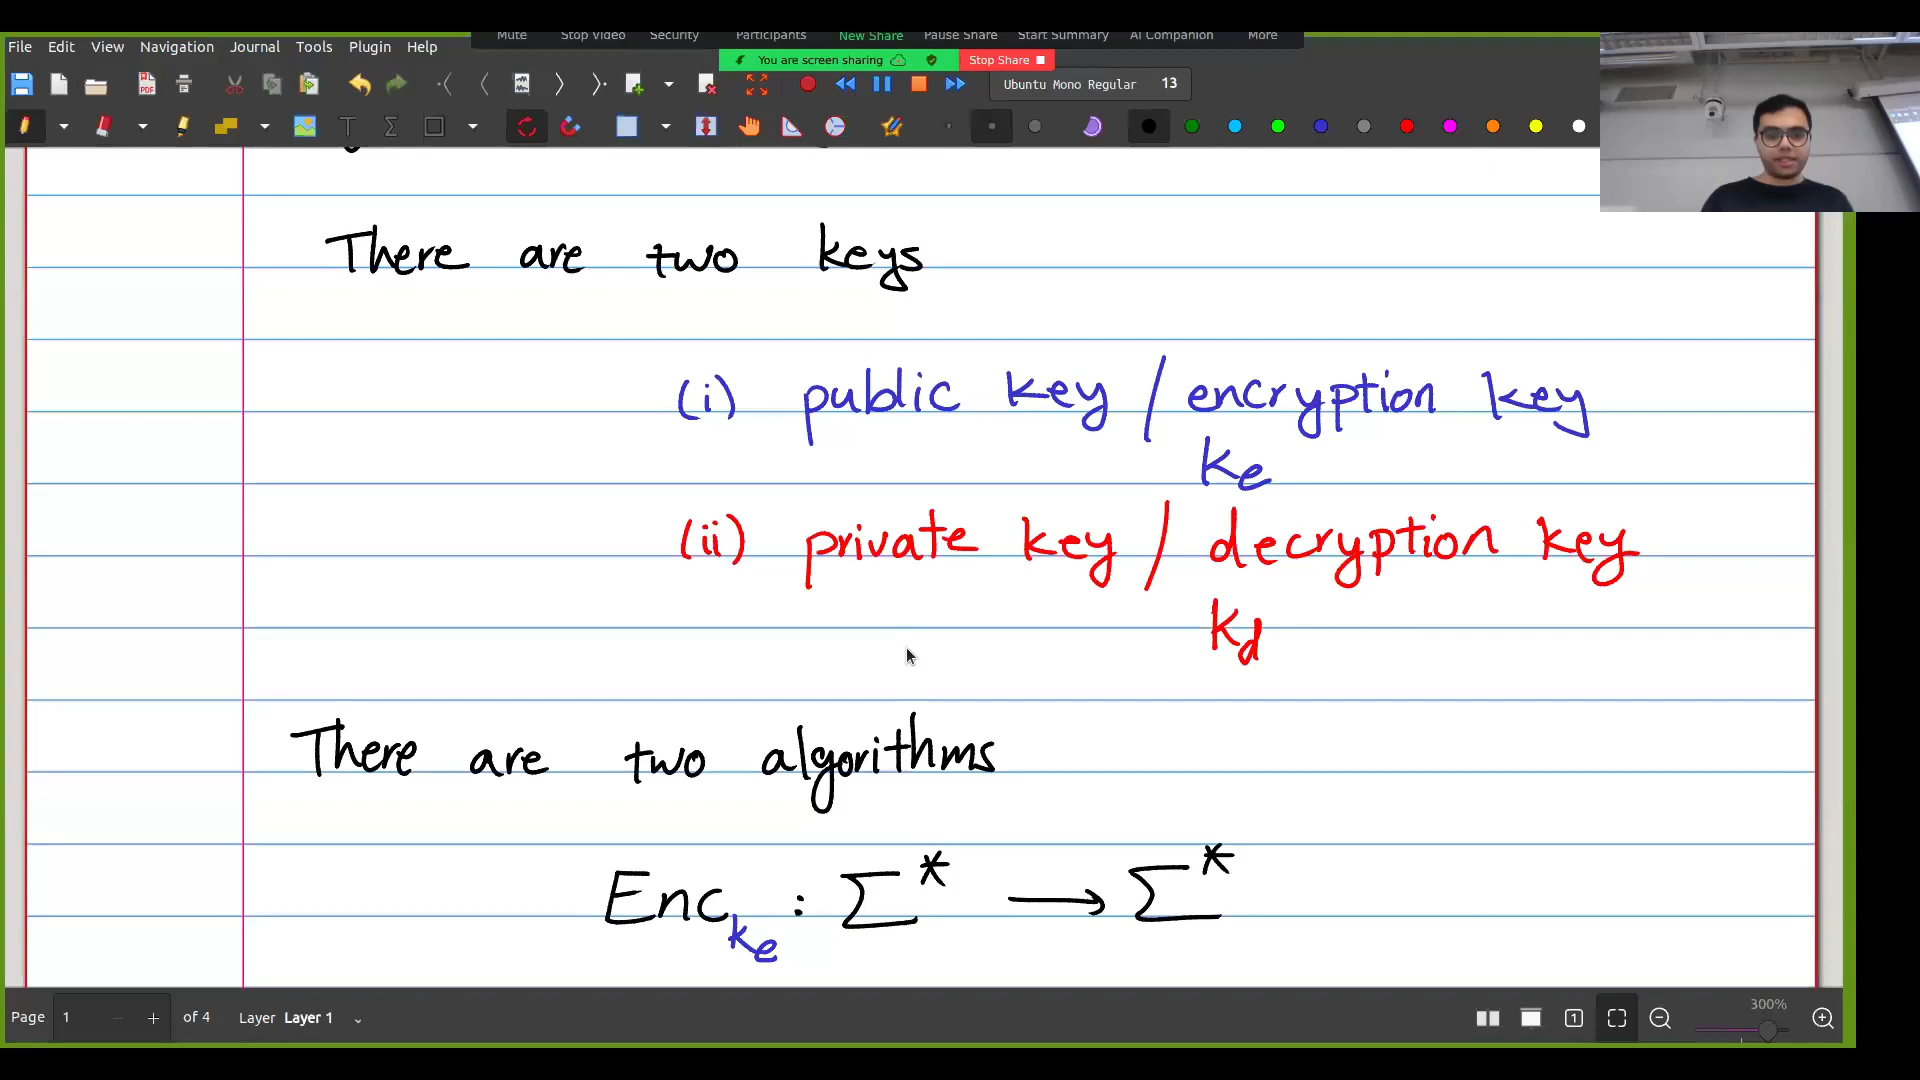 Mute Stop Video Security Participants New Share Pause Share Start Summary AI Companion More
File Edit View Navigation Journal Tools Plugin Help
You are screen sharing Stop Share
Ubuntu Mono Regular 13
There are two keys
(i) public key / encryption key
ke
(ii) private key / decryption key
kd
There are two algorithms
Enc ke : Σ* → Σ*
Page 1 of 4 Layer Layer 1 300%